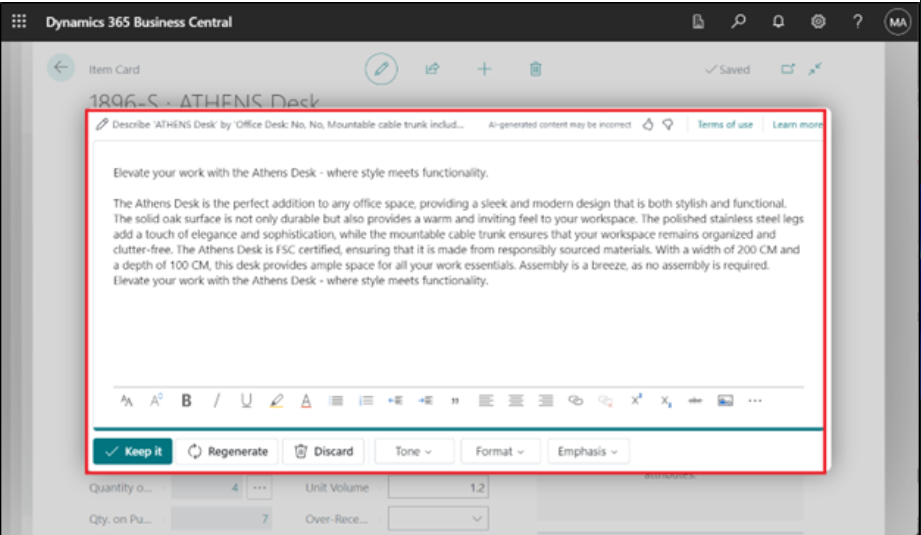 Dynamics 365 Business Central
MA
Item Card
Saved
1896-S · ATHENS Desk
Describe 'ATHENS Desk' by 'Office Desk: No, No, Mountable cable trunk includ...
AI-generated content may be incorrect
Terms of use
Learn more
Elevate your work with the Athens Desk - where style meets functionality.
The Athens Desk is the perfect addition to any office space, providing a sleek and modern design that is both stylish and functional.
The solid oak surface is not only durable but also provides a warm and inviting feel to your workspace. The polished stainless steel legs
add a touch of elegance and sophistication, while the mountable cable trunk ensures that your workspace remains organized and
clutter-free. The Athens Desk is FSC certified, ensuring that it is made from responsibly sourced materials. With a width of 200 CM and
a depth of 100 CM, this desk provides ample space for all your work essentials. Assembly is a breeze, as no assembly is required.
Elevate your work with the Athens Desk - where style meets functionality.
Keep it
Regenerate
Discard
Tone
Format
Emphasis
attributes.
Quantity o...
4
Unit Volume
1.2
Qty. on Pu...
7
Over-Rece...